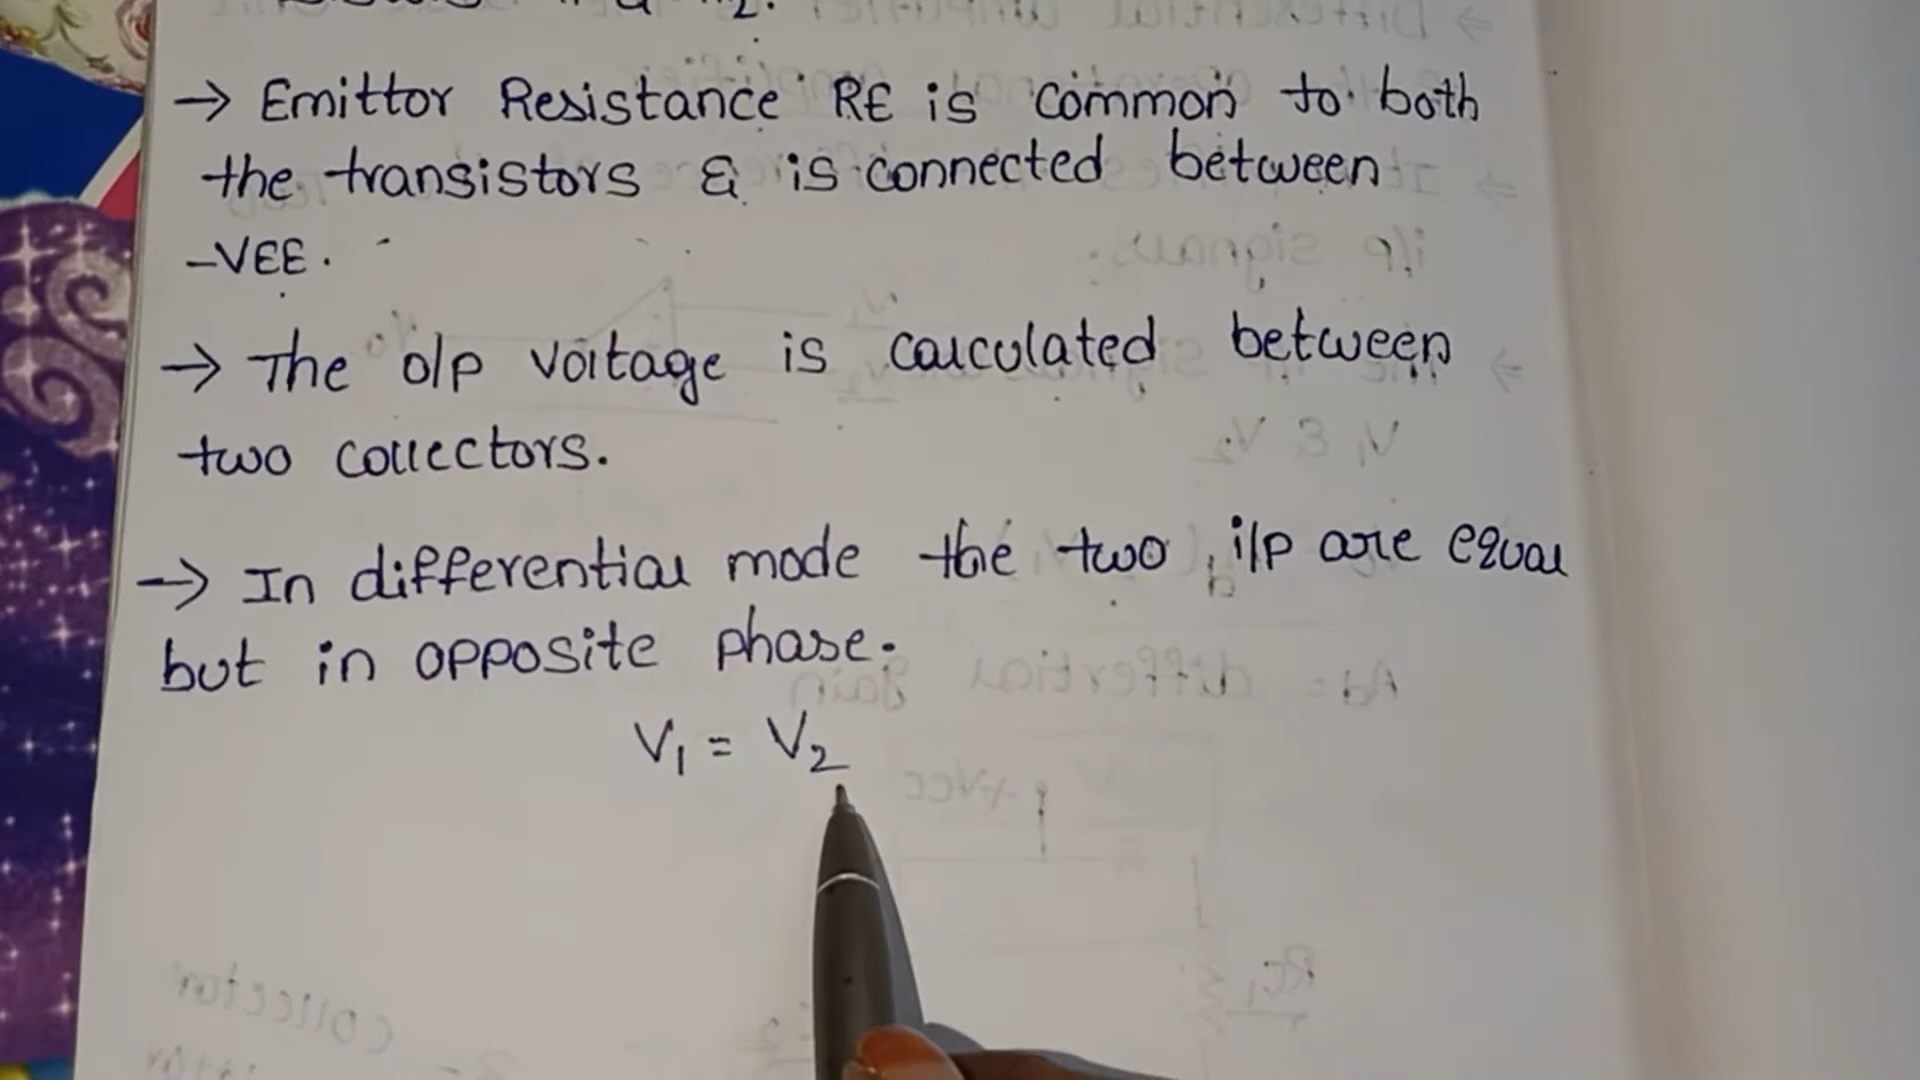 → Emittor Resistance RE is common to both
the transistors & is connected between
-VEE.
→ The o/p voltage is calculated between
two collectors.
→ In differential mode the two i/p are equal
but in opposite phase.
V₁ = V₂